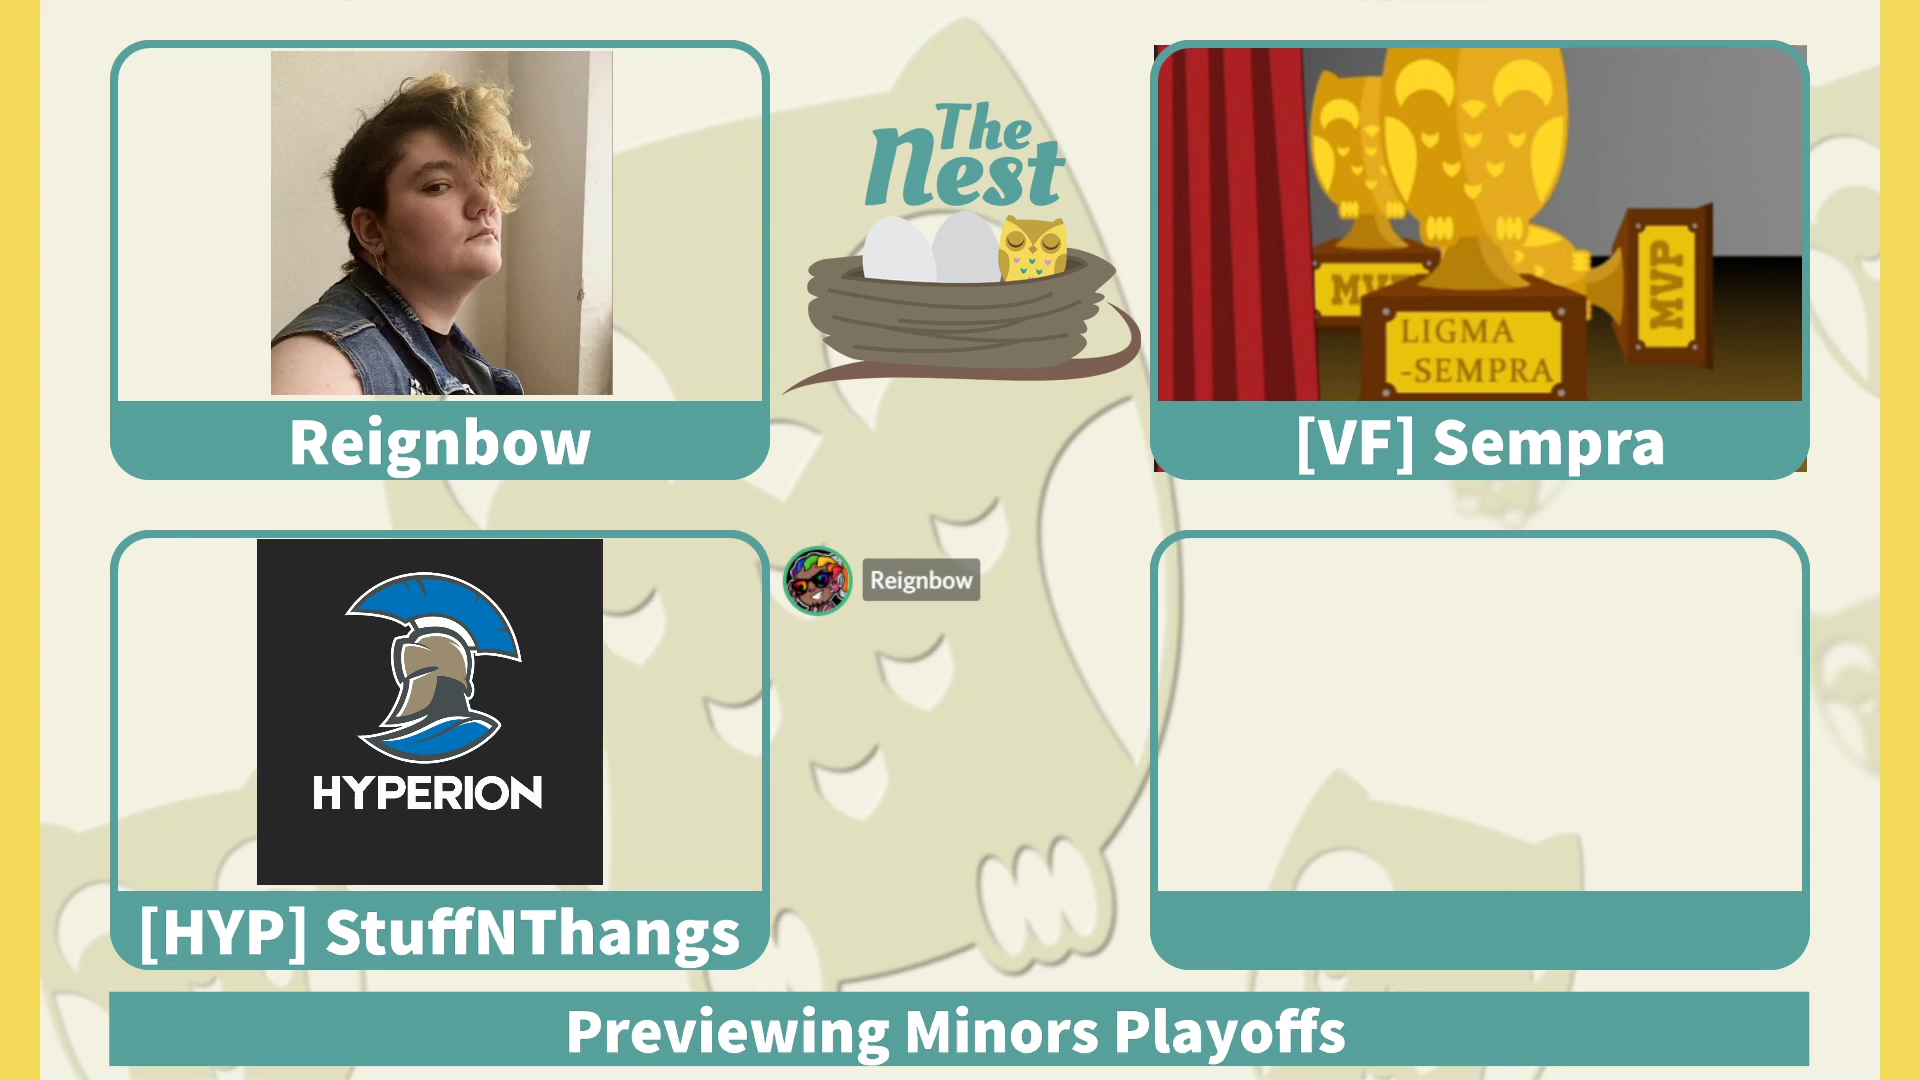 The
nest
Reignbow
MVP
MVP
LIGMA
-SEMPRA
[VF] Sempra
Reignbow
HYPERION
[HYP] StuffNThangs
Previewing Minors Playoffs